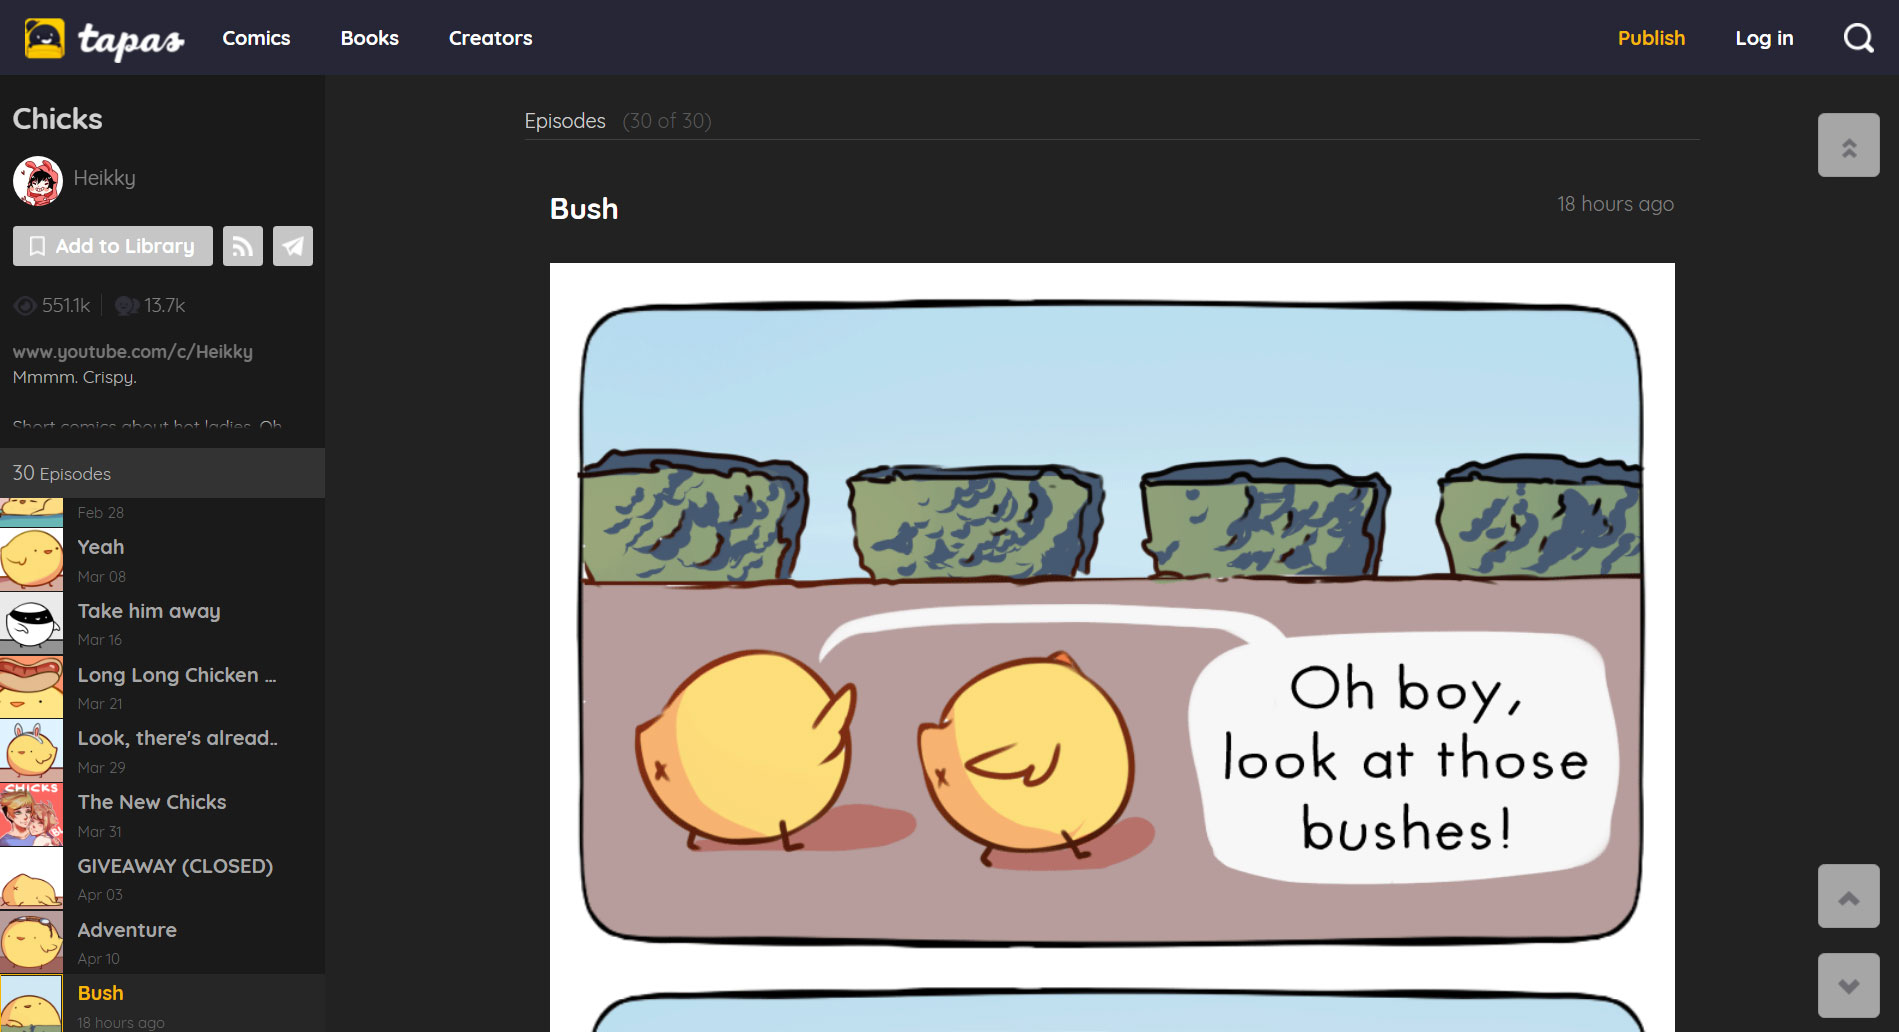 tapas
Comics
Books
Creators
Publish
Log in
Chicks
Heikky
Add to Library
551.1k
13.7k
www.youtube.com/c/Heikky
Mmmm. Crispy.
Short comics about hot ladies. Oh
30 Episodes
Feb 28
Yeah
Mar 08
Take him away
Mar 16
Long Long Chicken ...
Mar 21
Look, there's alread..
Mar 29
CHICKS
The New Chicks
Mar 31
GIVEAWAY (CLOSED)
Apr 03
Adventure
Apr 10
Bush
18 hours ago
Episodes (30 of 30)
Bush
18 hours ago
Oh boy,
look at those
bushes!